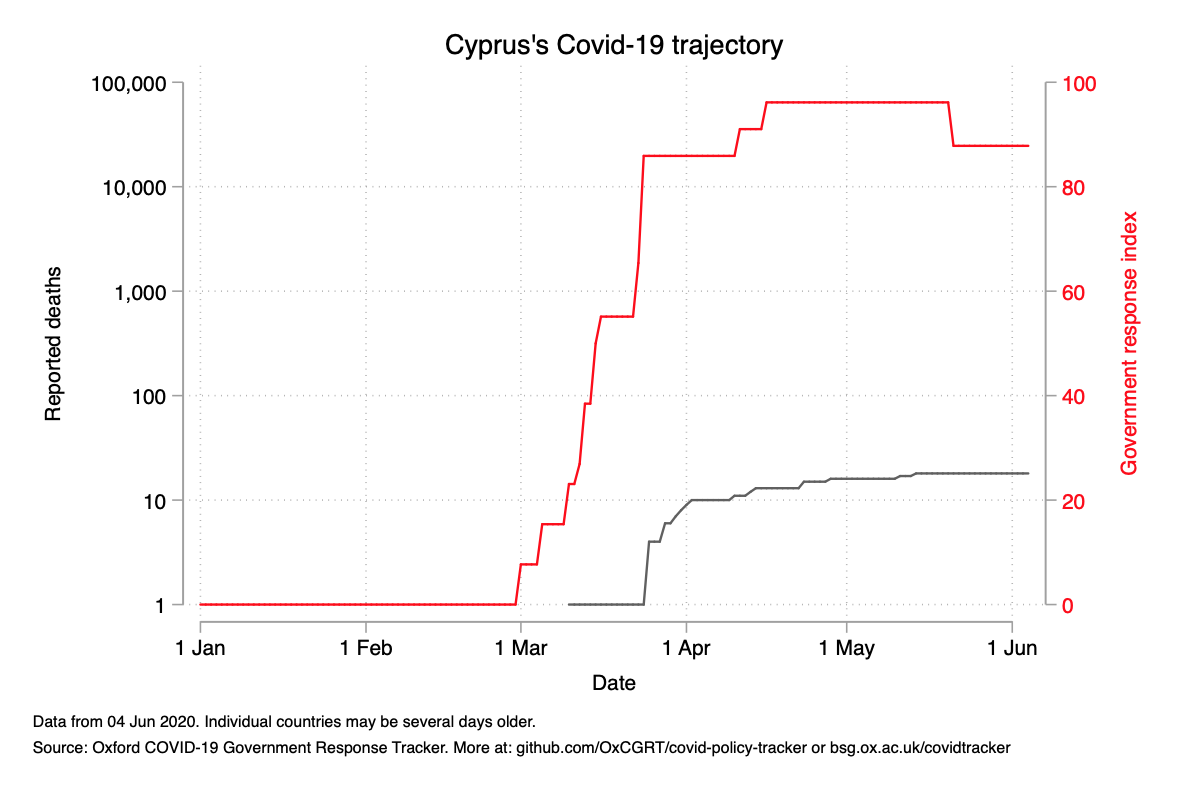 Cyprus's Covid-19 trajectory
100,000
10,000
1,000
100
10
1
Reported deaths
100
80
60
40
20
0
Government response index
1 Jan
1 Feb
1 Mar
1 Apr
1 May
1 Jun
Date
Data from 04 Jun 2020. Individual countries may be several days older.
Source: Oxford COVID-19 Government Response Tracker. More at: github.com/OxCGRT/covid-policy-tracker or bsg.ox.ac.uk/covidtracker